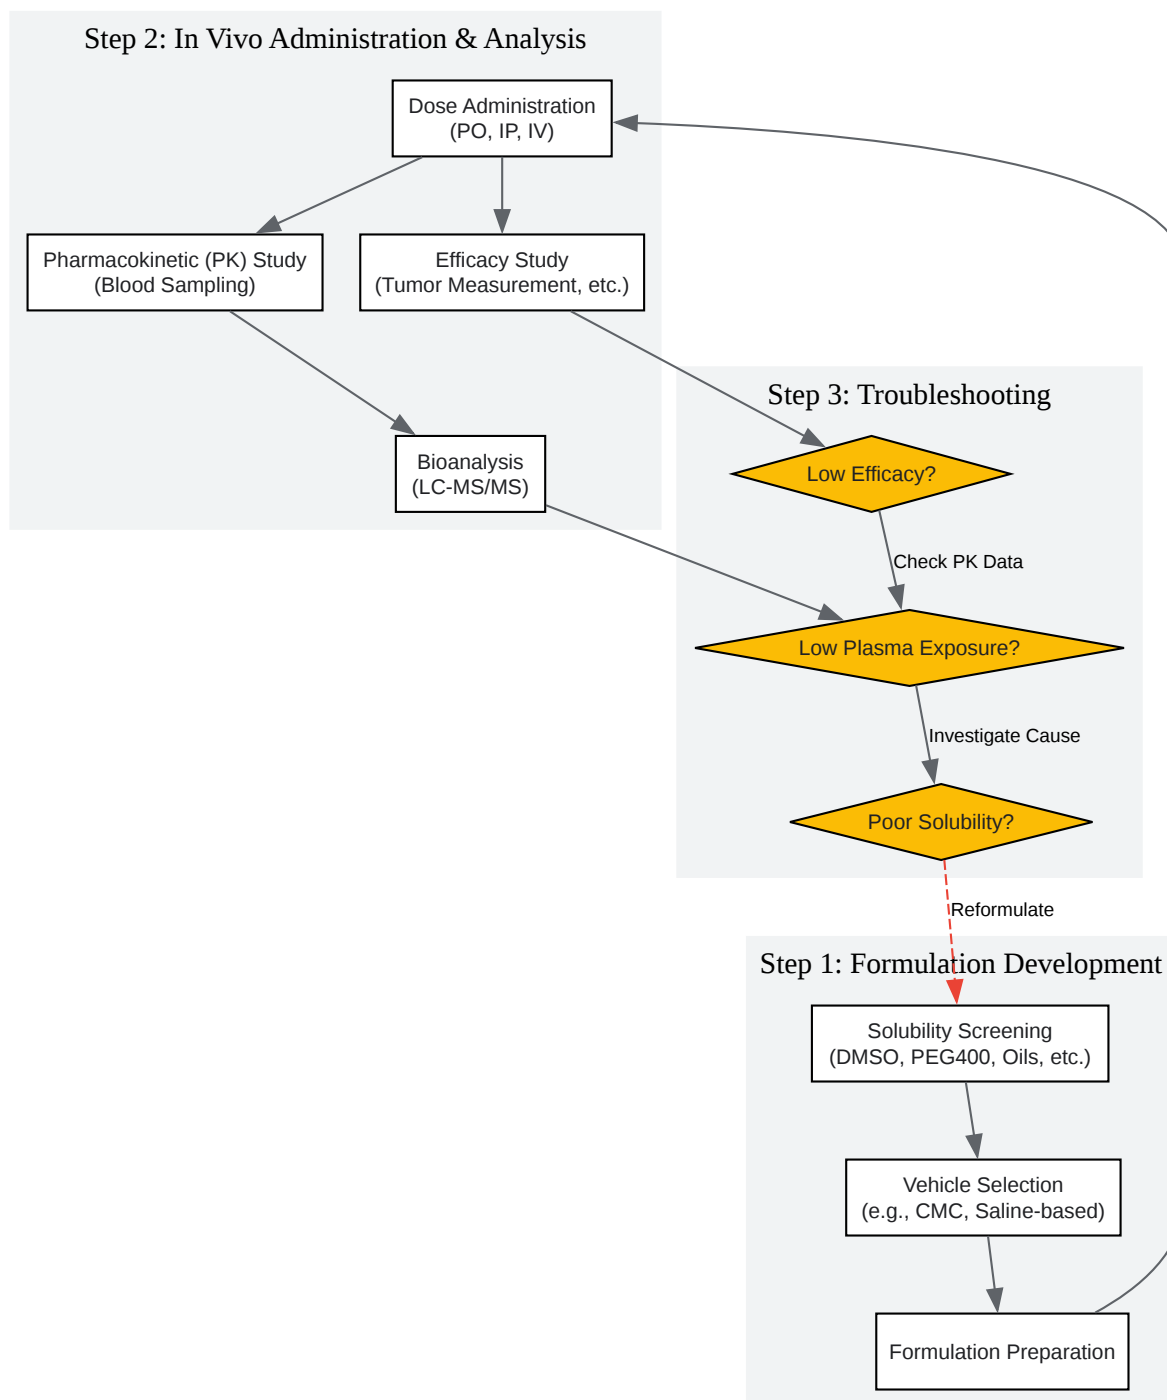 Step 2: In Vivo Administration & Analysis
Dose Administration
(PO, IP, IV)
Pharmacokinetic (PK) Study
(Blood Sampling)
Efficacy Study
(Tumor Measurement, etc.)
Bioanalysis
(LC-MS/MS)
Step 3: Troubleshooting
Low Efficacy?
Check PK Data
Low Plasma Exposure?
Investigate Cause
Poor Solubility?
Reformulate
Step 1: Formulation Development
Solubility Screening
(DMSO, PEG400, Oils, etc.)
Vehicle Selection
(e.g., CMC, Saline-based)
Formulation Preparation